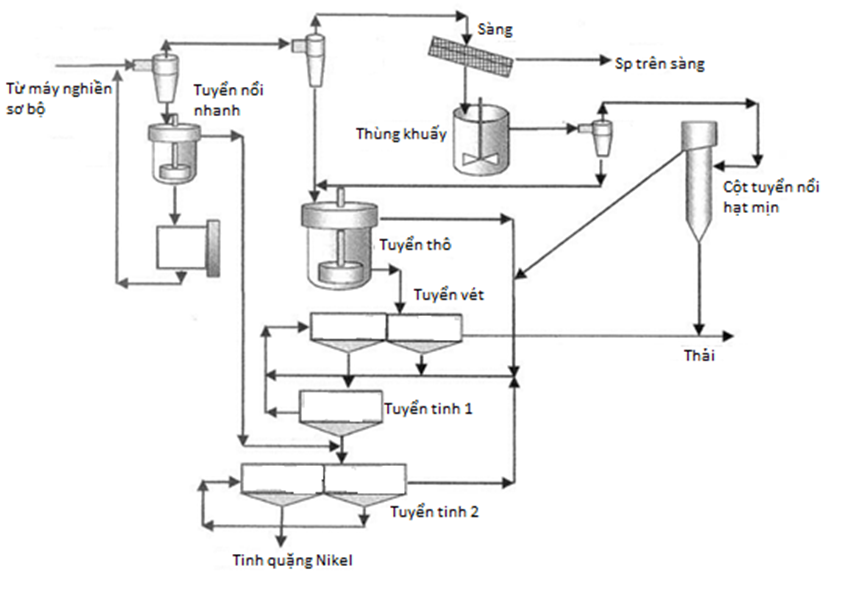 Sàng
Sp trên sàng
Từ máy nghiền
sơ bộ
Tuyển nổi
nhanh
Thùng khuấy
Cột tuyển nổi
hạt mịn
Tuyển thô
Tuyển vét
Thải
Tuyển tinh 1
Tuyển tinh 2
Tinh quặng Nikel